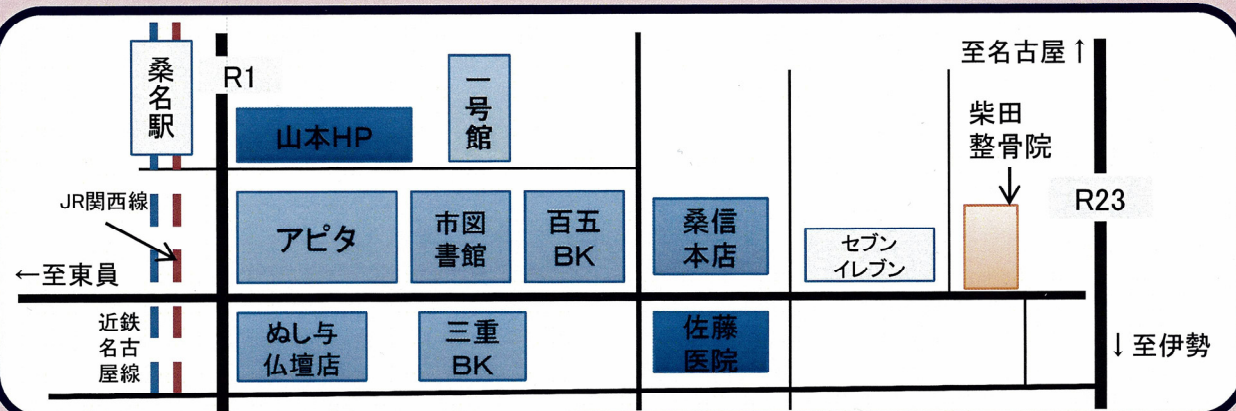 桑名駅
R1
山本HP
一号館
至名古屋↑
柴田
整骨院
R23
JR関西線
アピタ
市図
書館
百五
BK
桑信
本店
セブン
イレブン
←至東員
近鉄
名古
屋線
ぬし与
仏壇店
三重
BK
佐藤
医院
↓至伊勢